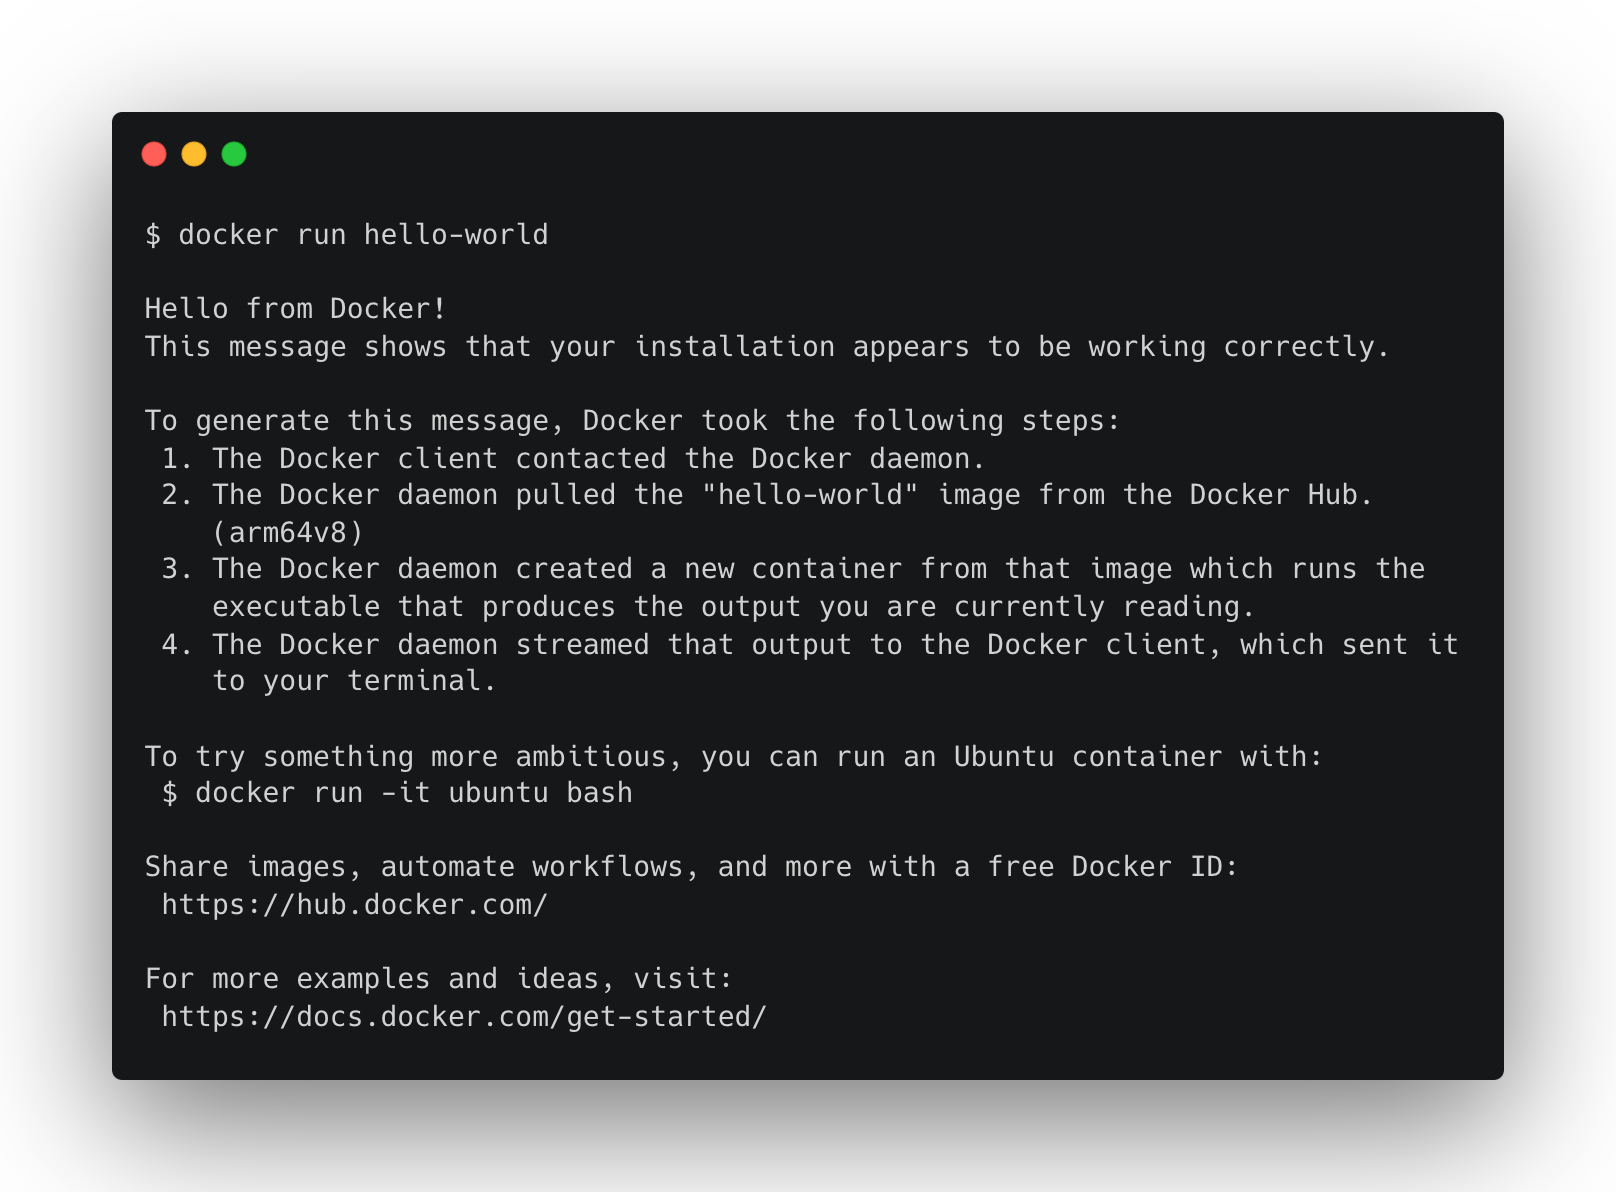 $ docker run hello-world
Hello from Docker!
This message shows that your installation appears to be working correctly.
To generate this message, Docker took the following steps:
1. The Docker client contacted the Docker daemon.
2. The Docker daemon pulled the "hello-world" image from the Docker Hub.
(arm64v8)
3. The Docker daemon created a new container from that image which runs the
executable that produces the output you are currently reading.
4. The Docker daemon streamed that output to the Docker client, which sent it
to your terminal.
To try something more ambitious, you can run an Ubuntu container with:
$ docker run -it ubuntu bash
Share images, automate workflows, and more with a free Docker ID:
https://hub.docker.com/
For more examples and ideas, visit:
https://docs.docker.com/get-started/